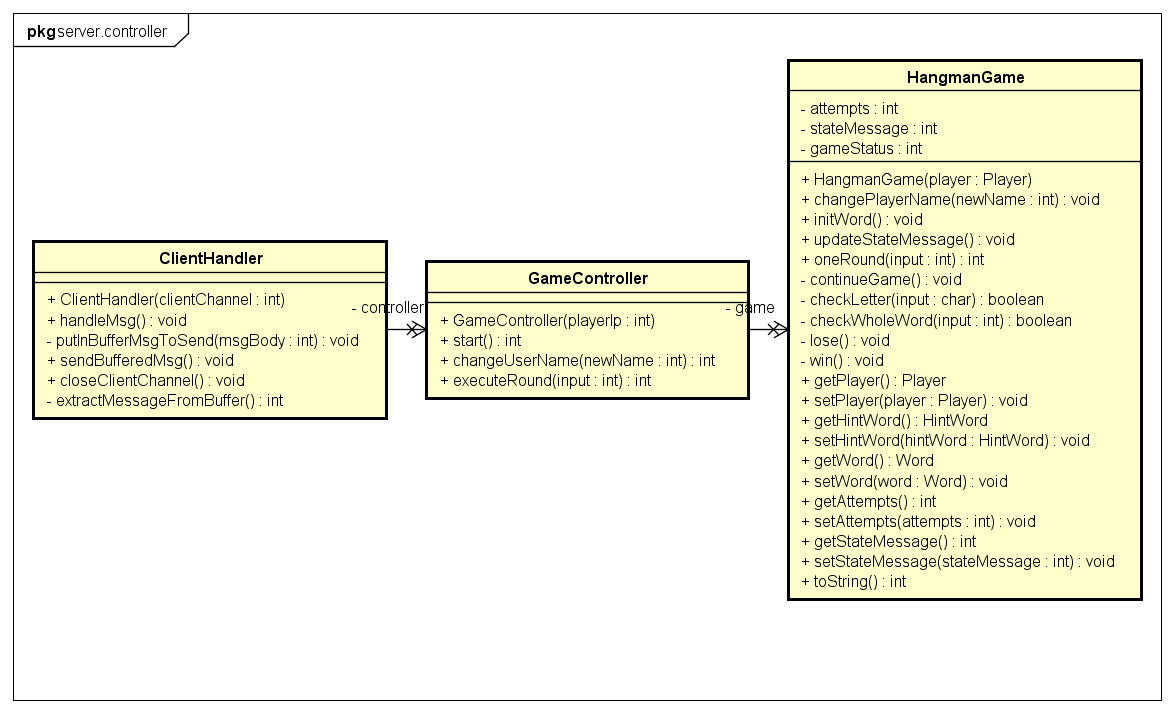 pkg server.controller
ClientHandler
+ ClientHandler(clientChannel : int)
+ handleMsg() : void
- putInBufferMsgToSend(msgBody : int) : void
+ sendBufferedMsg() : void
+ closeClientChannel() : void
- extractMessageFromBuffer() : int
- controller
GameController
+ GameController(playerIp : int)
+ start() : int
+ changeUserName(newName : int) : int
+ executeRound(input : int) : int
- game
HangmanGame
- attempts : int
- stateMessage : int
- gameStatus : int
+ HangmanGame(player : Player)
+ changePlayerName(newName : int) : void
+ initWord() : void
+ updateStateMessage() : void
+ oneRound(input : int) : int
- continueGame() : void
- checkLetter(input : char) : boolean
- checkWholeWord(input : int) : boolean
- lose() : void
- win() : void
+ getPlayer() : Player
+ setPlayer(player : Player) : void
+ getHintWord() : HintWord
+ setHintWord(hintWord : HintWord) : void
+ getWord() : Word
+ setWord(word : Word) : void
+ getAttempts() : int
+ setAttempts(attempts : int) : void
+ getStateMessage() : int
+ setStateMessage(stateMessage : int) : void
+ toString() : int